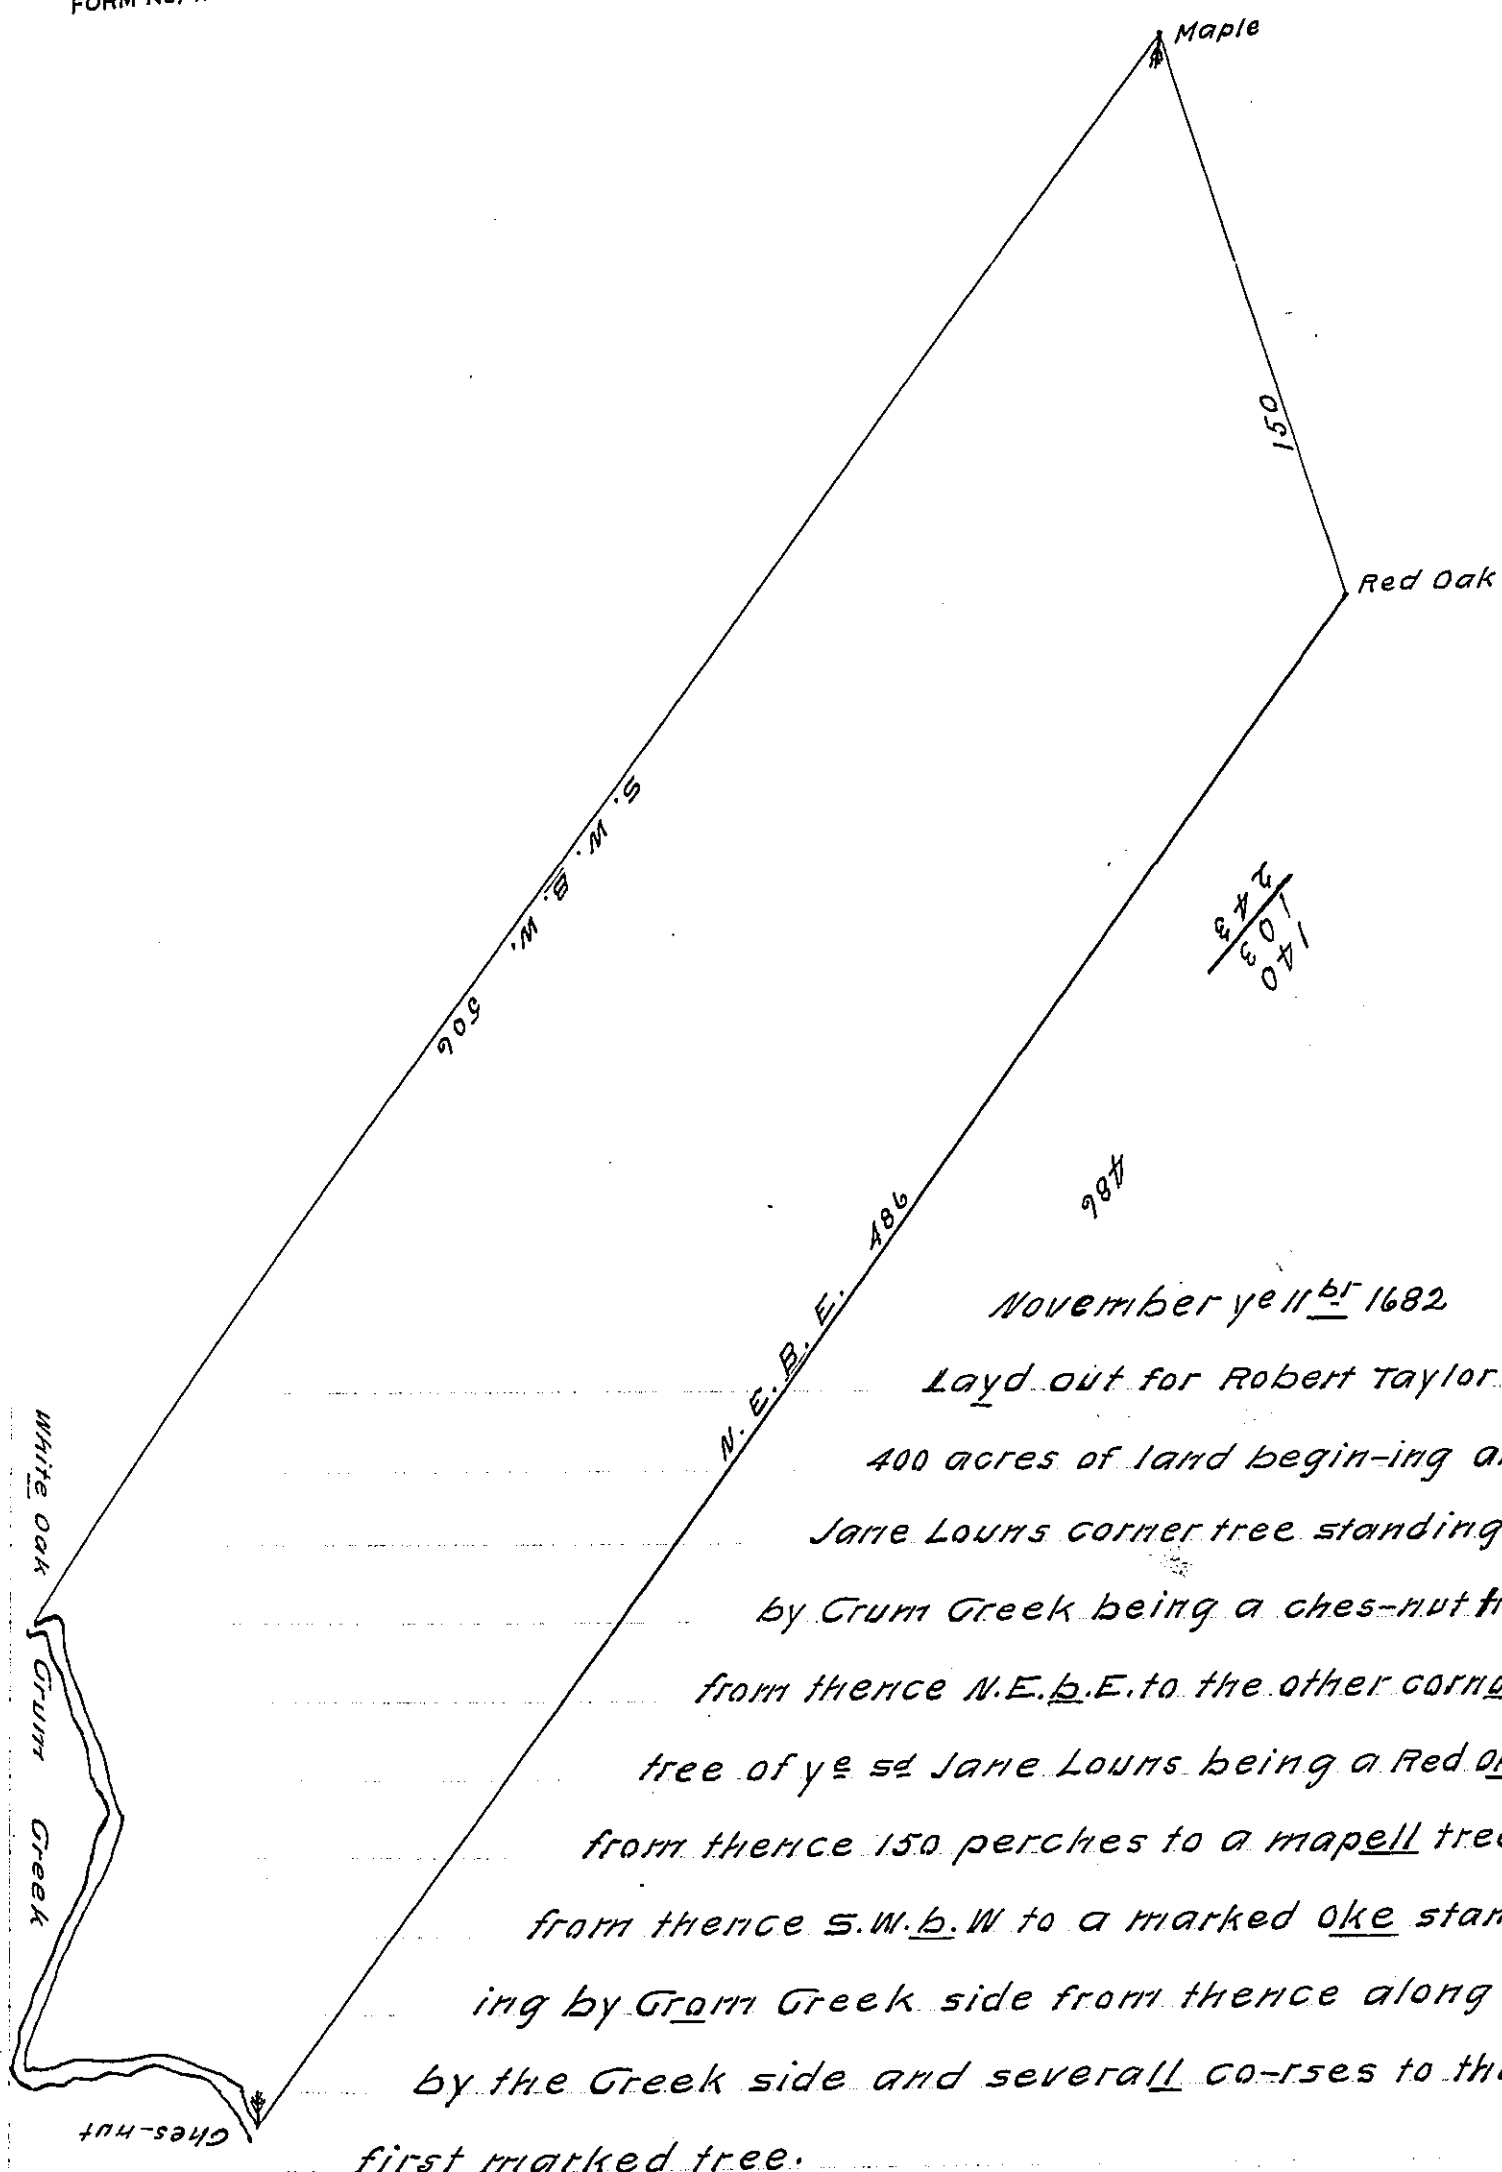 FORM No.
Maple
150
Red Oak
S. W. B. W.
506
243
103
140
486
N. E. B. E. 486
November ye 11br 1682
Layd out for Robert Taylor
400 acres of land begin-ing
Jane Louns corner tree standing
by Crum Creek being a ches-nut
from thence N.E.b.E. to the other
tree of ye sd Jane Louns being a Red
from thence 150 perches to a mapell tree
from thence S.W.b.W to a marked oke
ing by Crom Creek side from thence along
by the Creek side and severall co-rses to
first marked tree.
White Oak
Crum Creek
Ches-nut